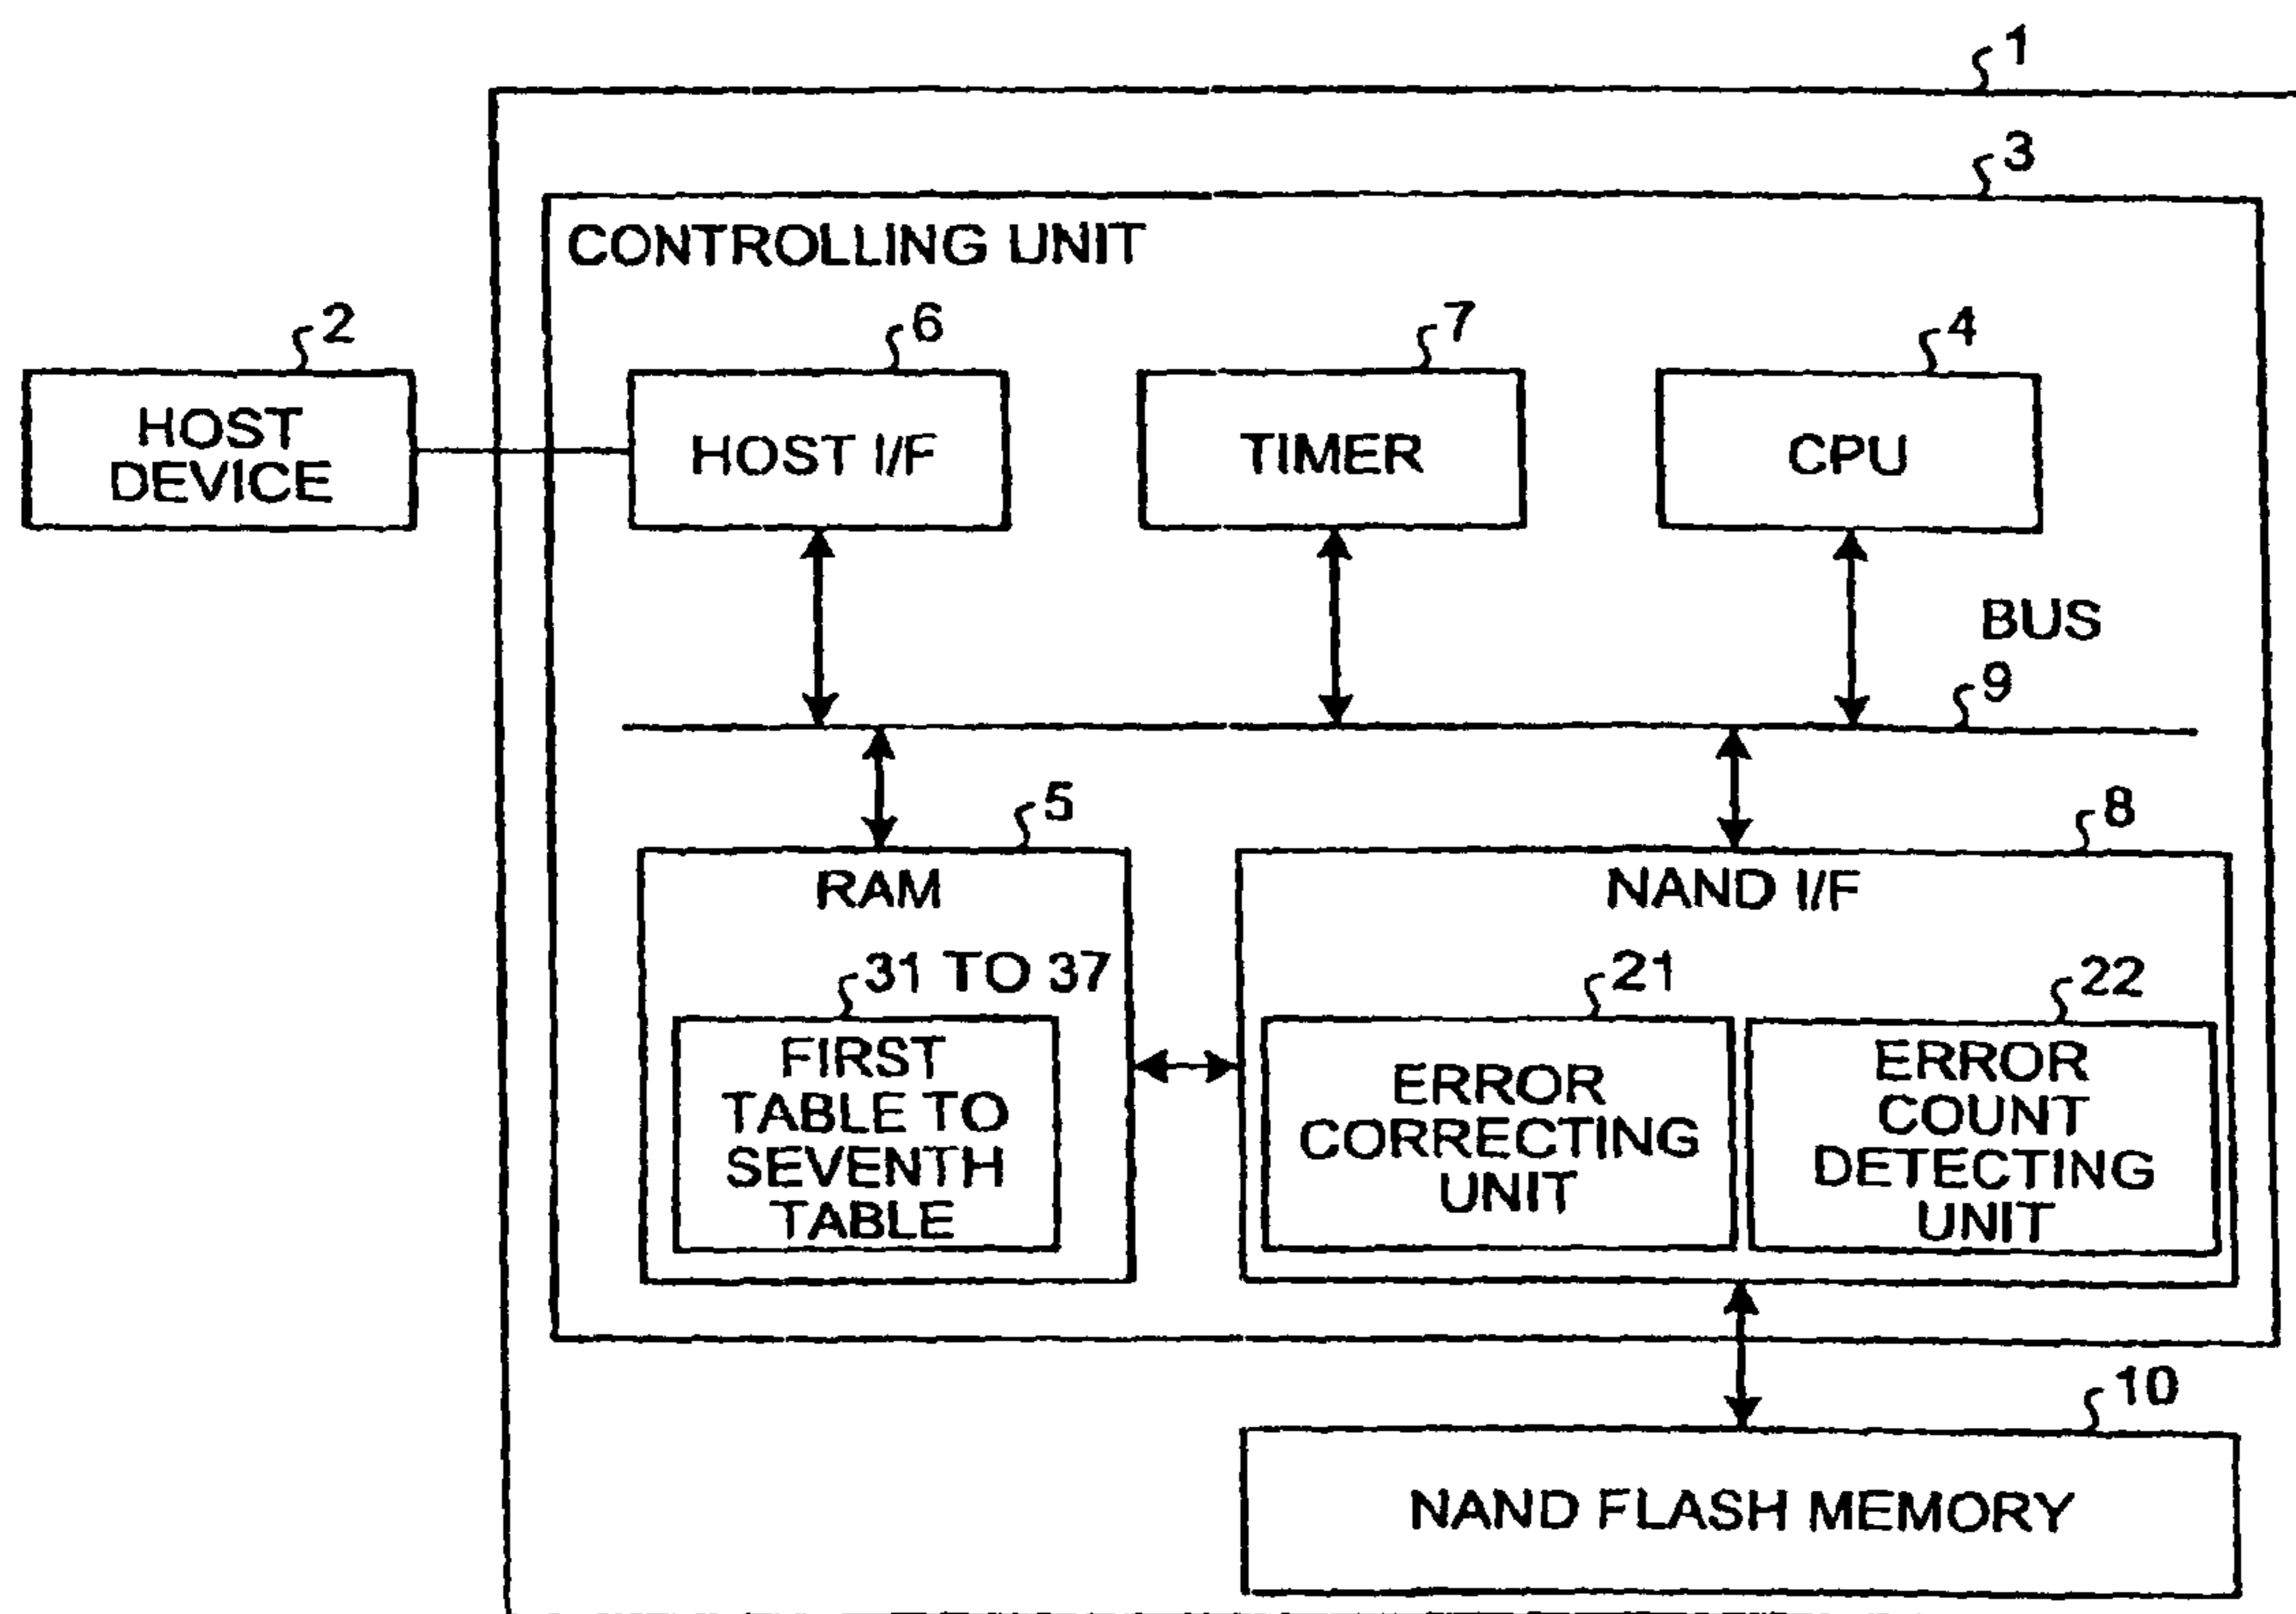 1
3
CONTROLLING UNIT
2
6
7
4
HOST
DEVICE
HOST I/F
TIMER
CPU
BUS
9
5
8
RAM
NAND I/F
31 TO 37
21
22
FIRST
TABLE TO
SEVENTH
TABLE
ERROR
CORRECTING
UNIT
ERROR
COUNT
DETECTING
UNIT
10
NAND FLASH MEMORY